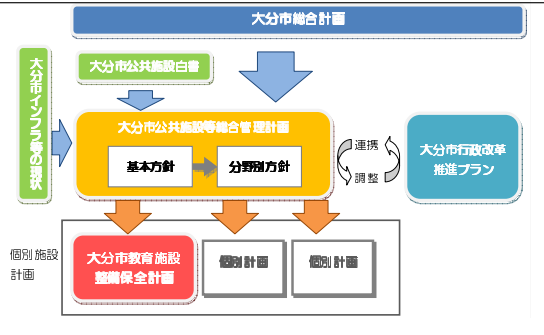 大分市総合計画
大分市公共施設白書
大分市インフラ等の現状
大分市公共施設等総合管理計画
基本方針
分野別方針
連携
調整
大分市行政改革
推進プラン
個別施設
計画
大分市教育施設
整備保全計画
個別計画
個別計画